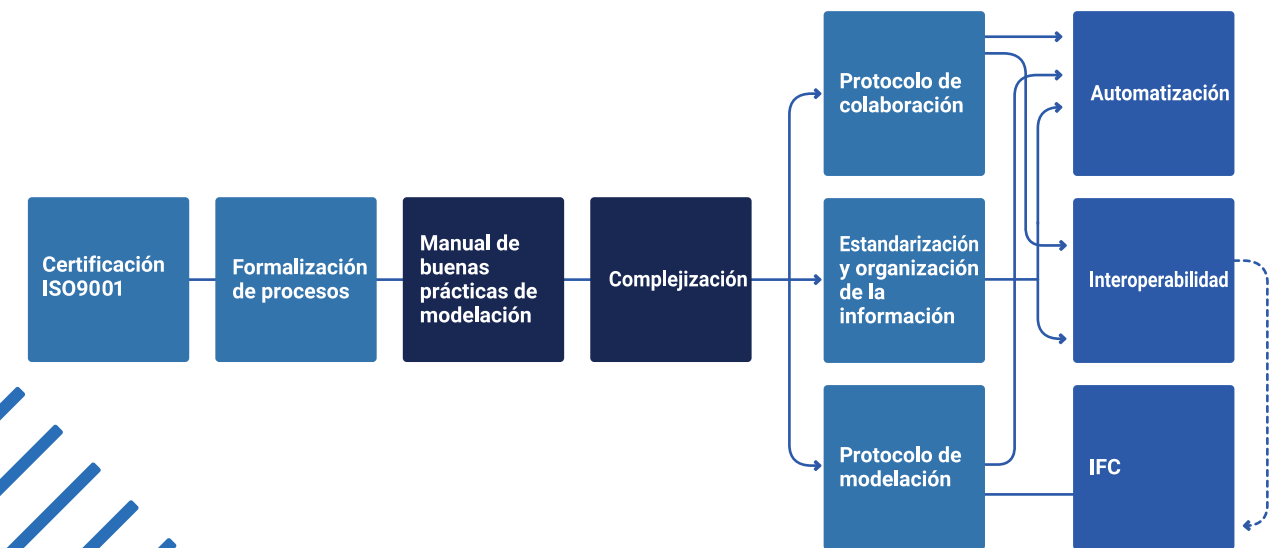 Certificación
ISO9001
Formalización
de procesos
Manual de
buenas
prácticas de
modelación
Complejización
Protocolo de
colaboración
Estandarización
y organización
de la
información
Protocolo de
modelación
Automatización
Interoperabilidad
IFC